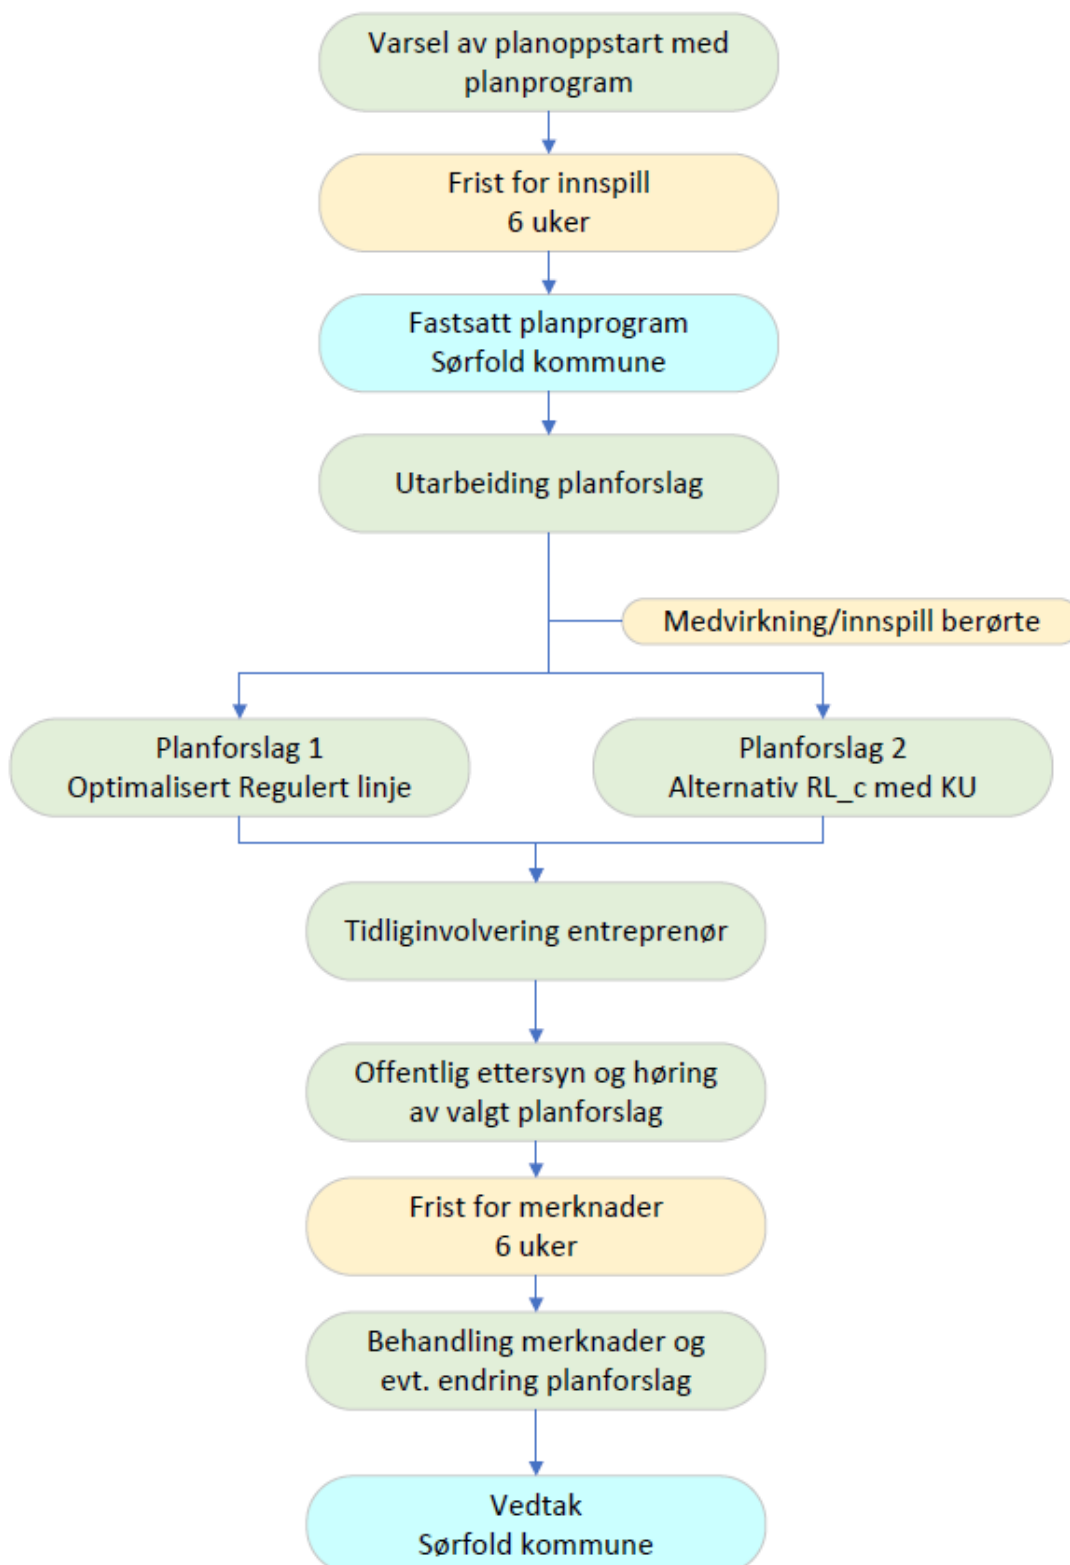 Varsel av planoppstart med
planprogram
Frist for innspill
6 uker
Fastsatt planprogram
Sørfold kommune
Utarbeiding planforslag
Medvirkning/innspill berørte
Planforslag 1
Optimalisert Regulert linje
Planforslag 2
Alternativ RL_c med KU
Tidliginvolvering entreprenør
Offentlig ettersyn og høring
av valgt planforslag
Frist for merknader
6 uker
Behandling merknader og
evt. endring planforslag
Vedtak
Sørfold kommune